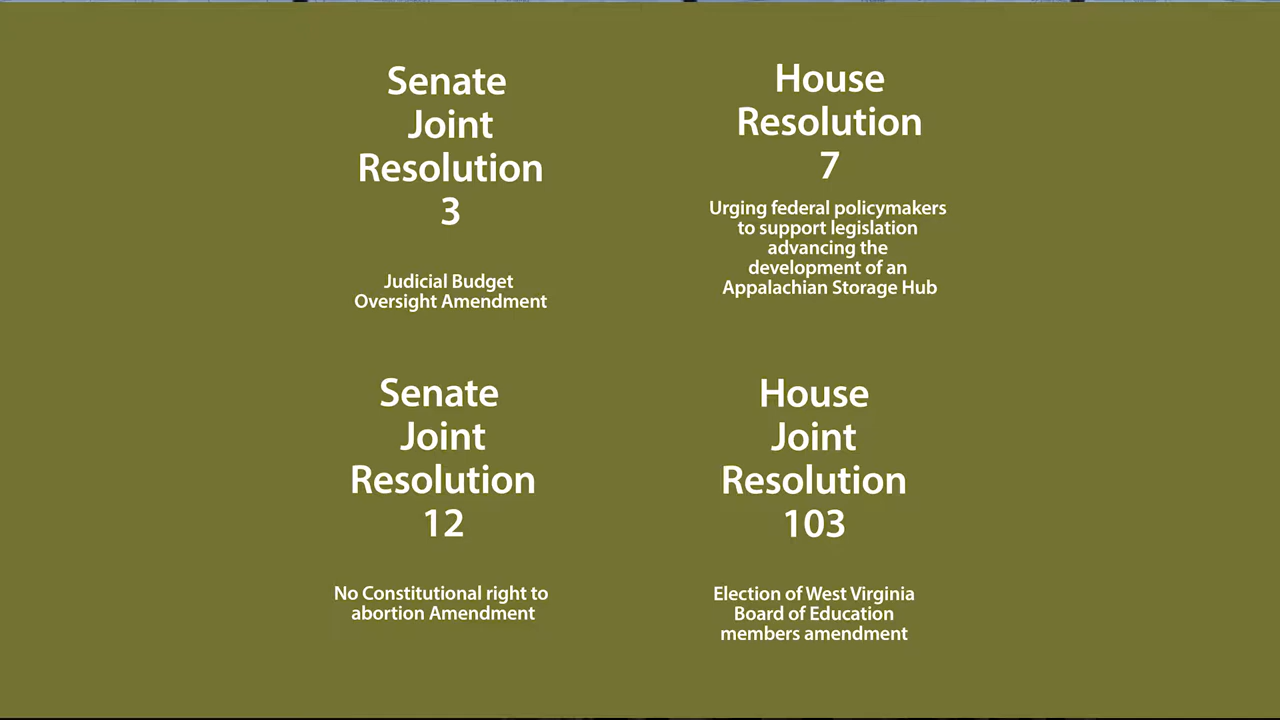 Senate
Joint
Resolution
3
Judicial Budget
Oversight Amendment
House
Resolution
7
Urging federal policymakers
to support legislation
advancing the
development of an
Appalachian Storage Hub
Senate
Joint
Resolution
12
No Constitutional right to
abortion Amendment
House
Joint
Resolution
103
Election of West Virginia
Board of Education
members amendment